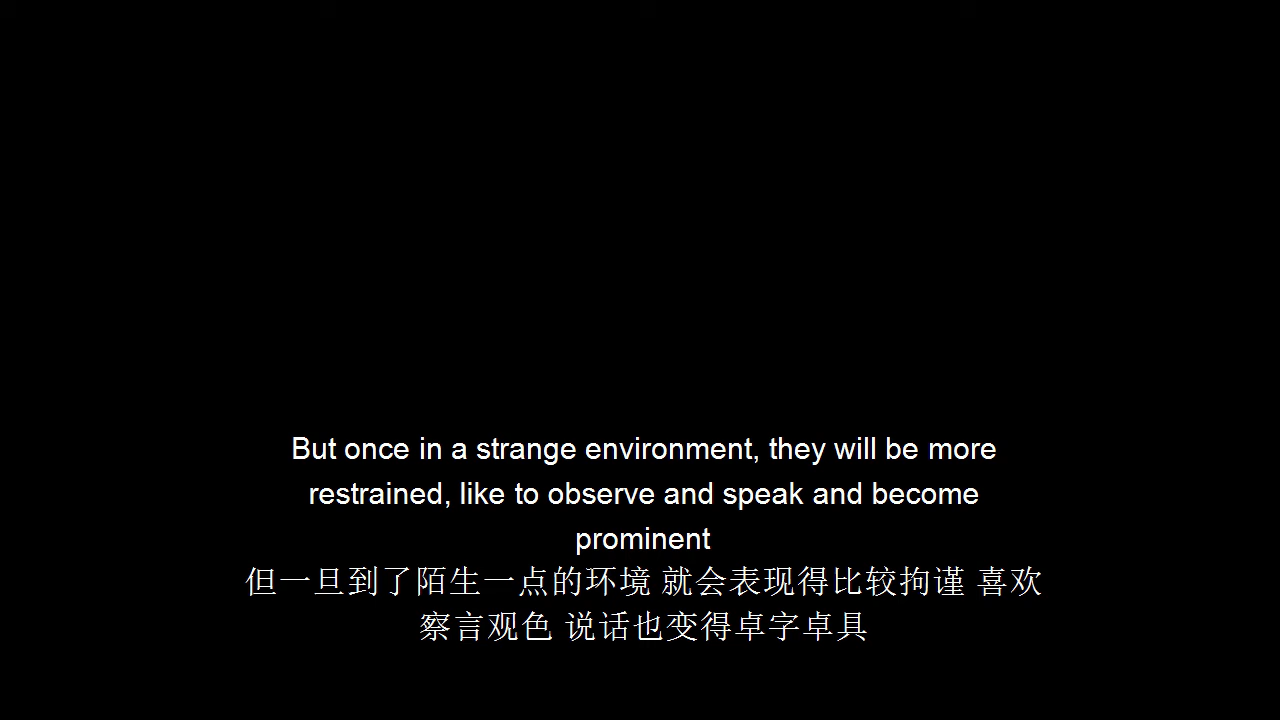 But once in a strange environment, they will be more
restrained, like to observe and speak and become
prominent
但一旦到了陌生一点的环境 就会表现得比较拘谨 喜欢
察言观色 说话也变得卓字卓具